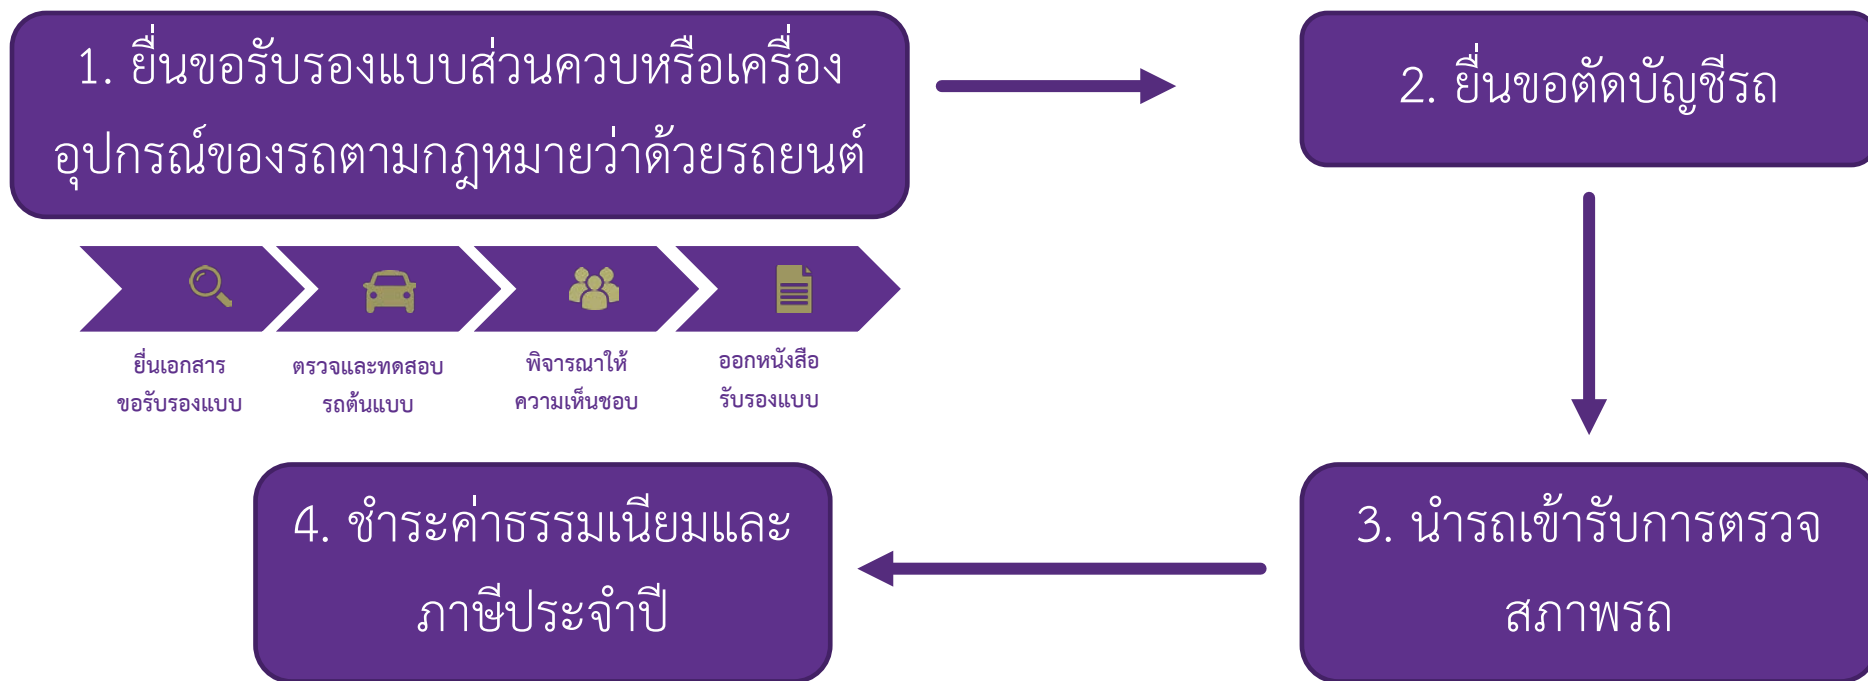 1. ยื่นขอรับรองแบบส่วนควบหรือเครื่อง
อุปกรณ์ของรถตามกฎหมายว่าด้วยรถยนต์
2. ยื่นขอตัดบัญชีรถ
ยื่นเอกสาร
ขอรับรองแบบ
ตรวจและทดสอบ
รถต้นแบบ
พิจารณาให้
ความเห็นชอบ
ออกหนังสือ
รับรองแบบ
3. นำรถเข้ารับการตรวจ
สภาพรถ
4. ชำระค่าธรรมเนียมและ
ภาษีประจำปี